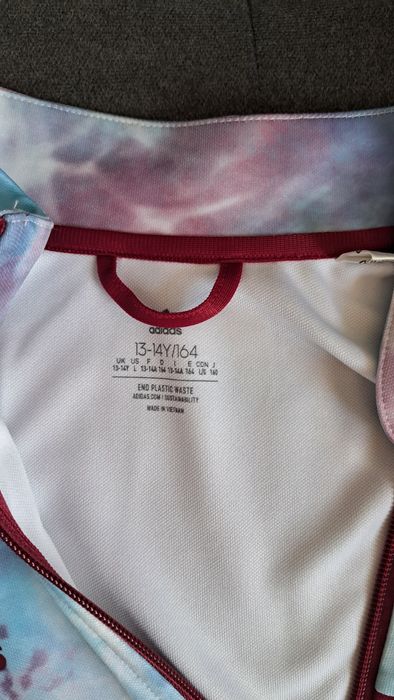 adidas
13-14Y/164
UK US F D I E CDN J
13-14Y L 13-14A 164 13-14A 164 L/G 160
END PLASTIC WASTE
ADIDAS.COM/SUSTAINABILITY
MADE IN VIETNAM